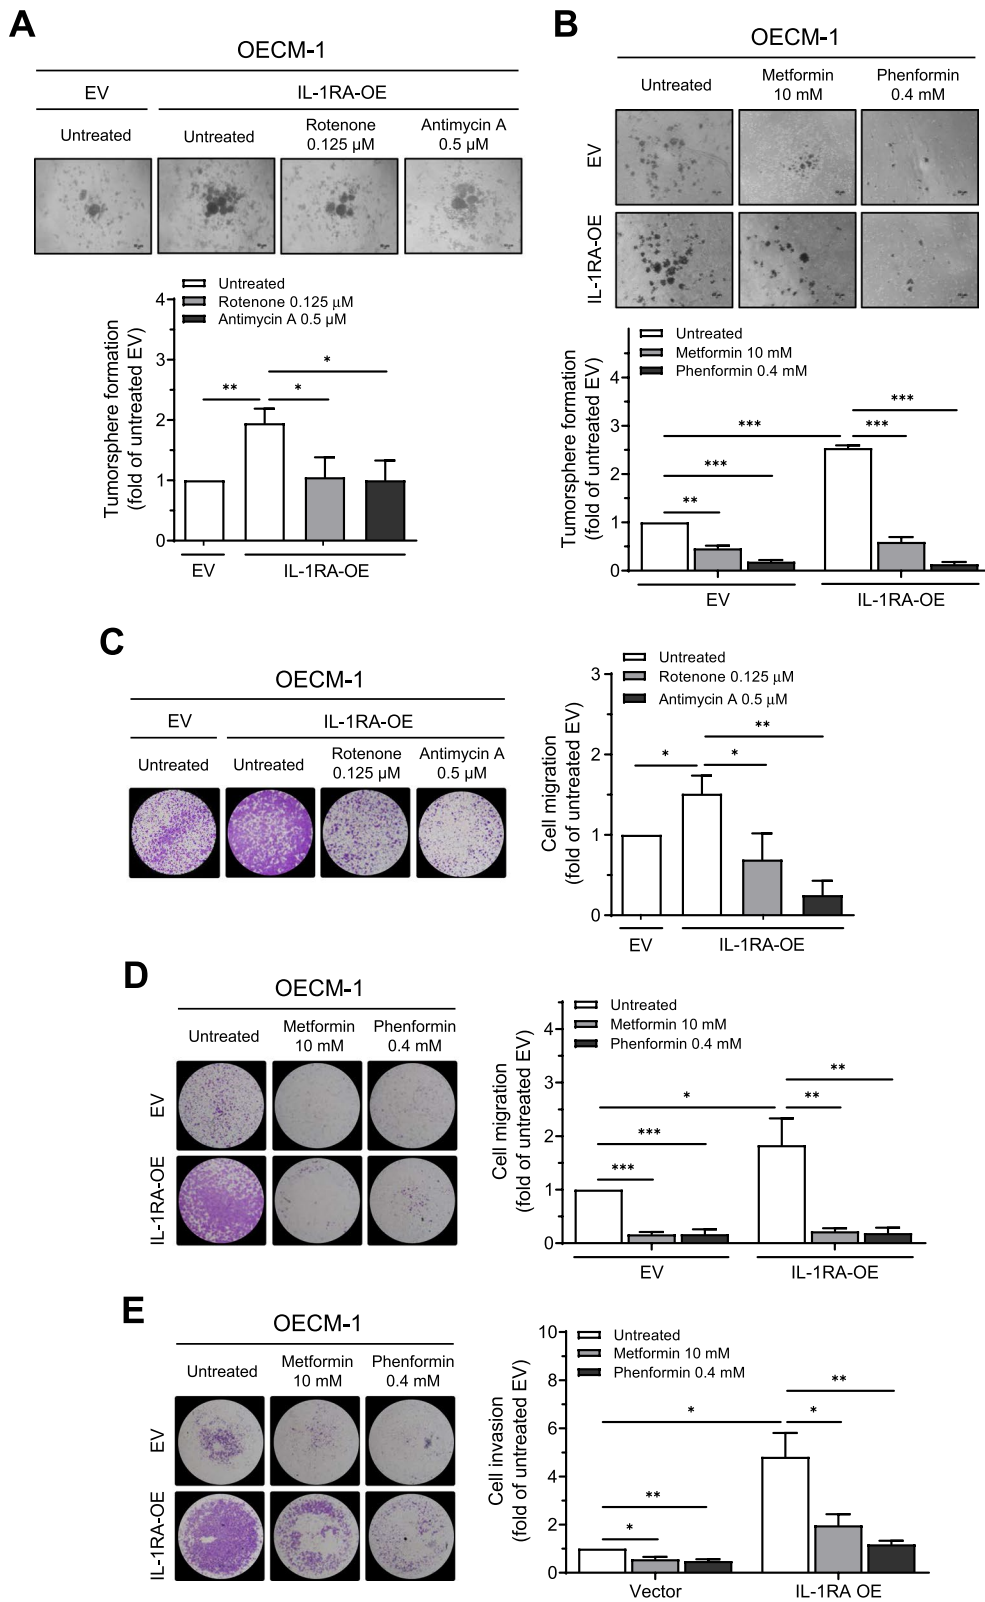 A
OECM-1
EV IL-1RA-OE
Untreated Untreated Rotenone 0.125 µM Antimycin A 0.5 µM
Untreated
Rotenone 0.125 µM
Antimycin A 0.5 µM
Tumorsphere formation
(fold of untreated EV)
4
3
2
1
0
** * *
EV IL-1RA-OE
B
OECM-1
Untreated Metformin 10 mM Phenformin 0.4 mM
EV
IL-1RA-OE
Untreated
Metformin 10 mM
Phenformin 0.4 mM
Tumorsphere formation
(fold of untreated EV)
4
3
2
1
0
***
***
***
***
**
EV IL-1RA-OE
C
OECM-1
EV IL-1RA-OE
Untreated Untreated Rotenone 0.125 µM Antimycin A 0.5 µM
Untreated
Rotenone 0.125 µM
Antimycin A 0.5 µM
Cell migration
(fold of untreated EV)
3
2
1
0
**
* *
EV IL-1RA-OE
D
OECM-1
Untreated Metformin 10 mM Phenformin 0.4 mM
EV
IL-1RA-OE
Untreated
Metformin 10 mM
Phenformin 0.4 mM
Cell migration
(fold of untreated EV)
4
3
2
1
0
**
* **
***
***
EV IL-1RA-OE
E
OECM-1
Untreated Metformin 10 mM Phenformin 0.4 mM
EV
IL-1RA-OE
Untreated
Metformin 10 mM
Phenformin 0.4 mM
Cell invasion
(fold of untreated EV)
10
8
6
4
2
0
**
* *
**
*
Vector IL-1RA OE